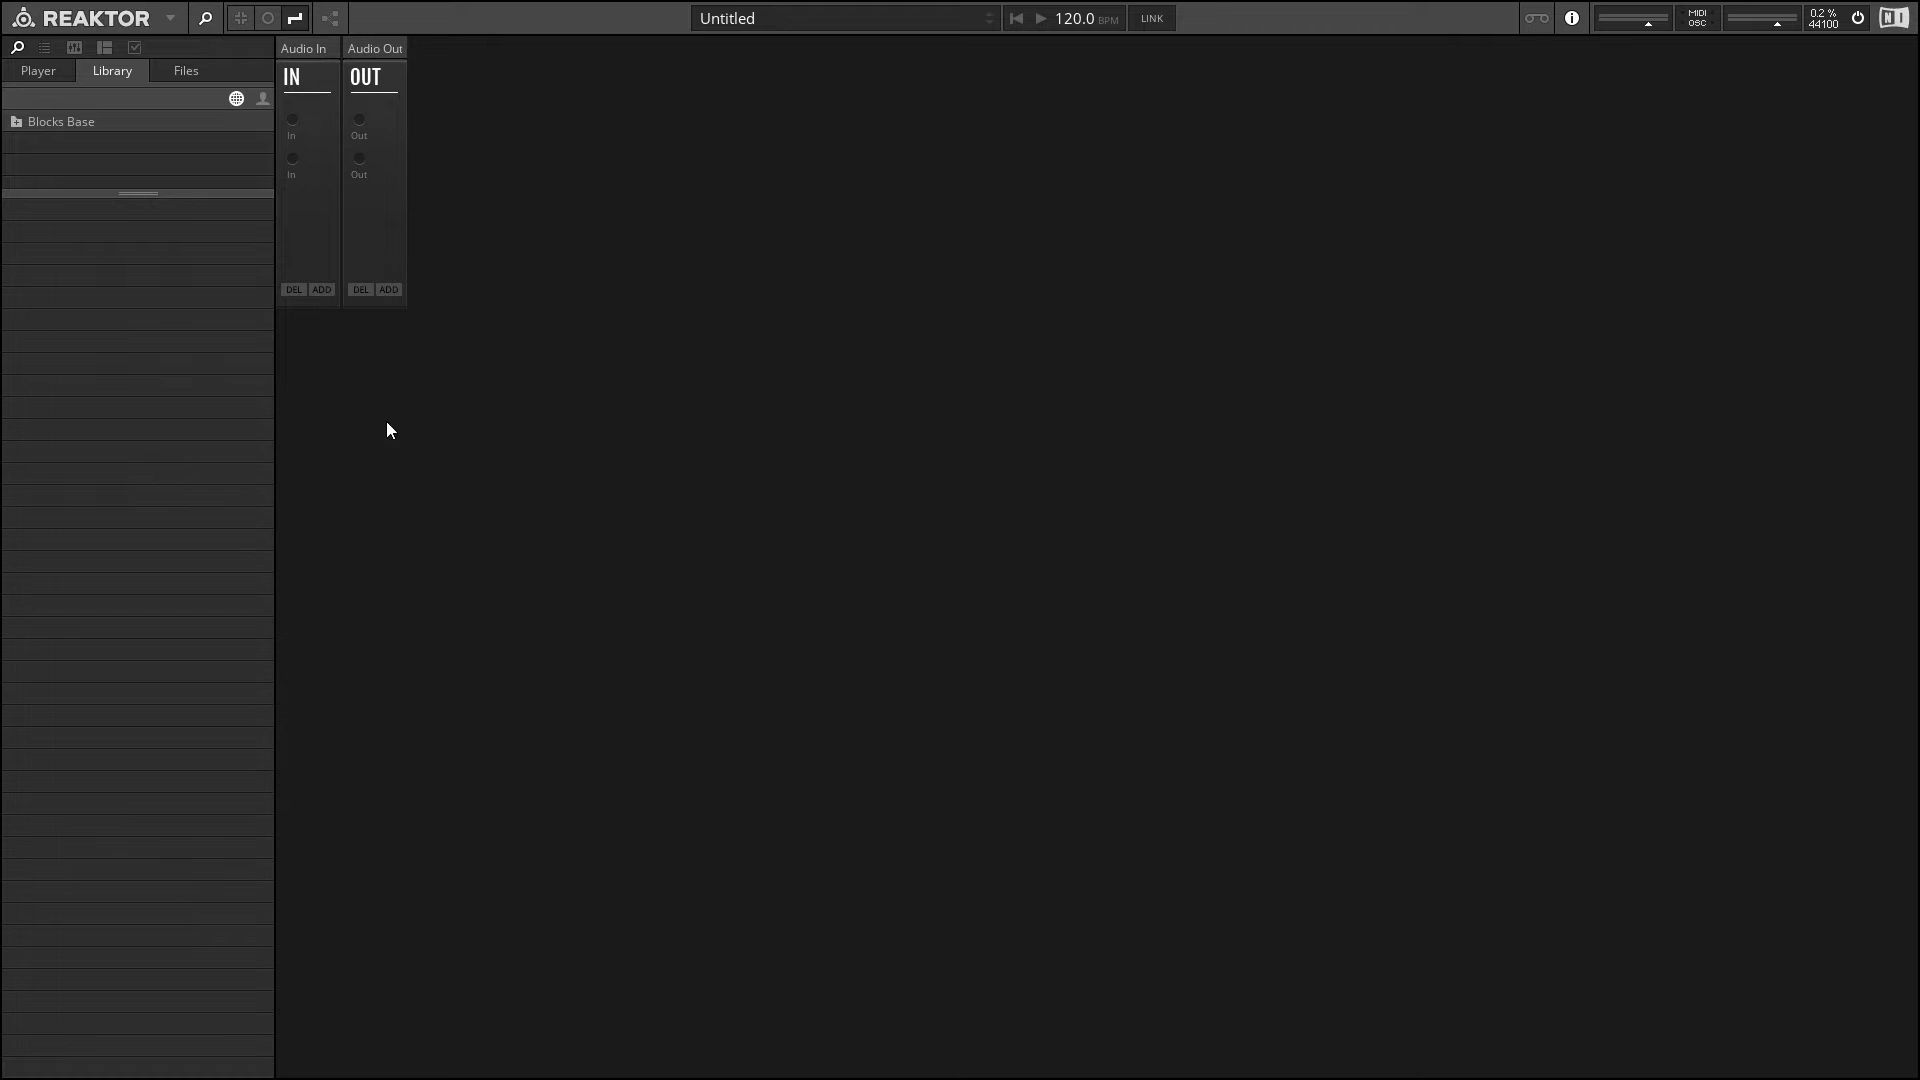 REAKTOR
Untitled
120.0 BPM
LINK
MIDI
OSC
0.2 %
44100
NI
Player
Library
Files
Blocks Base
Audio In
Audio Out
IN
OUT
In
Out
In
Out
DEL ADD
DEL ADD